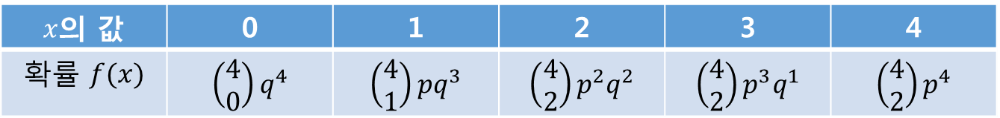 x의 값 0 1 2 3 4
확률 f(x) (4 0) q⁴ (4 1) pq³ (4 2) p²q² (4 2) p³q¹ (4 2) p⁴